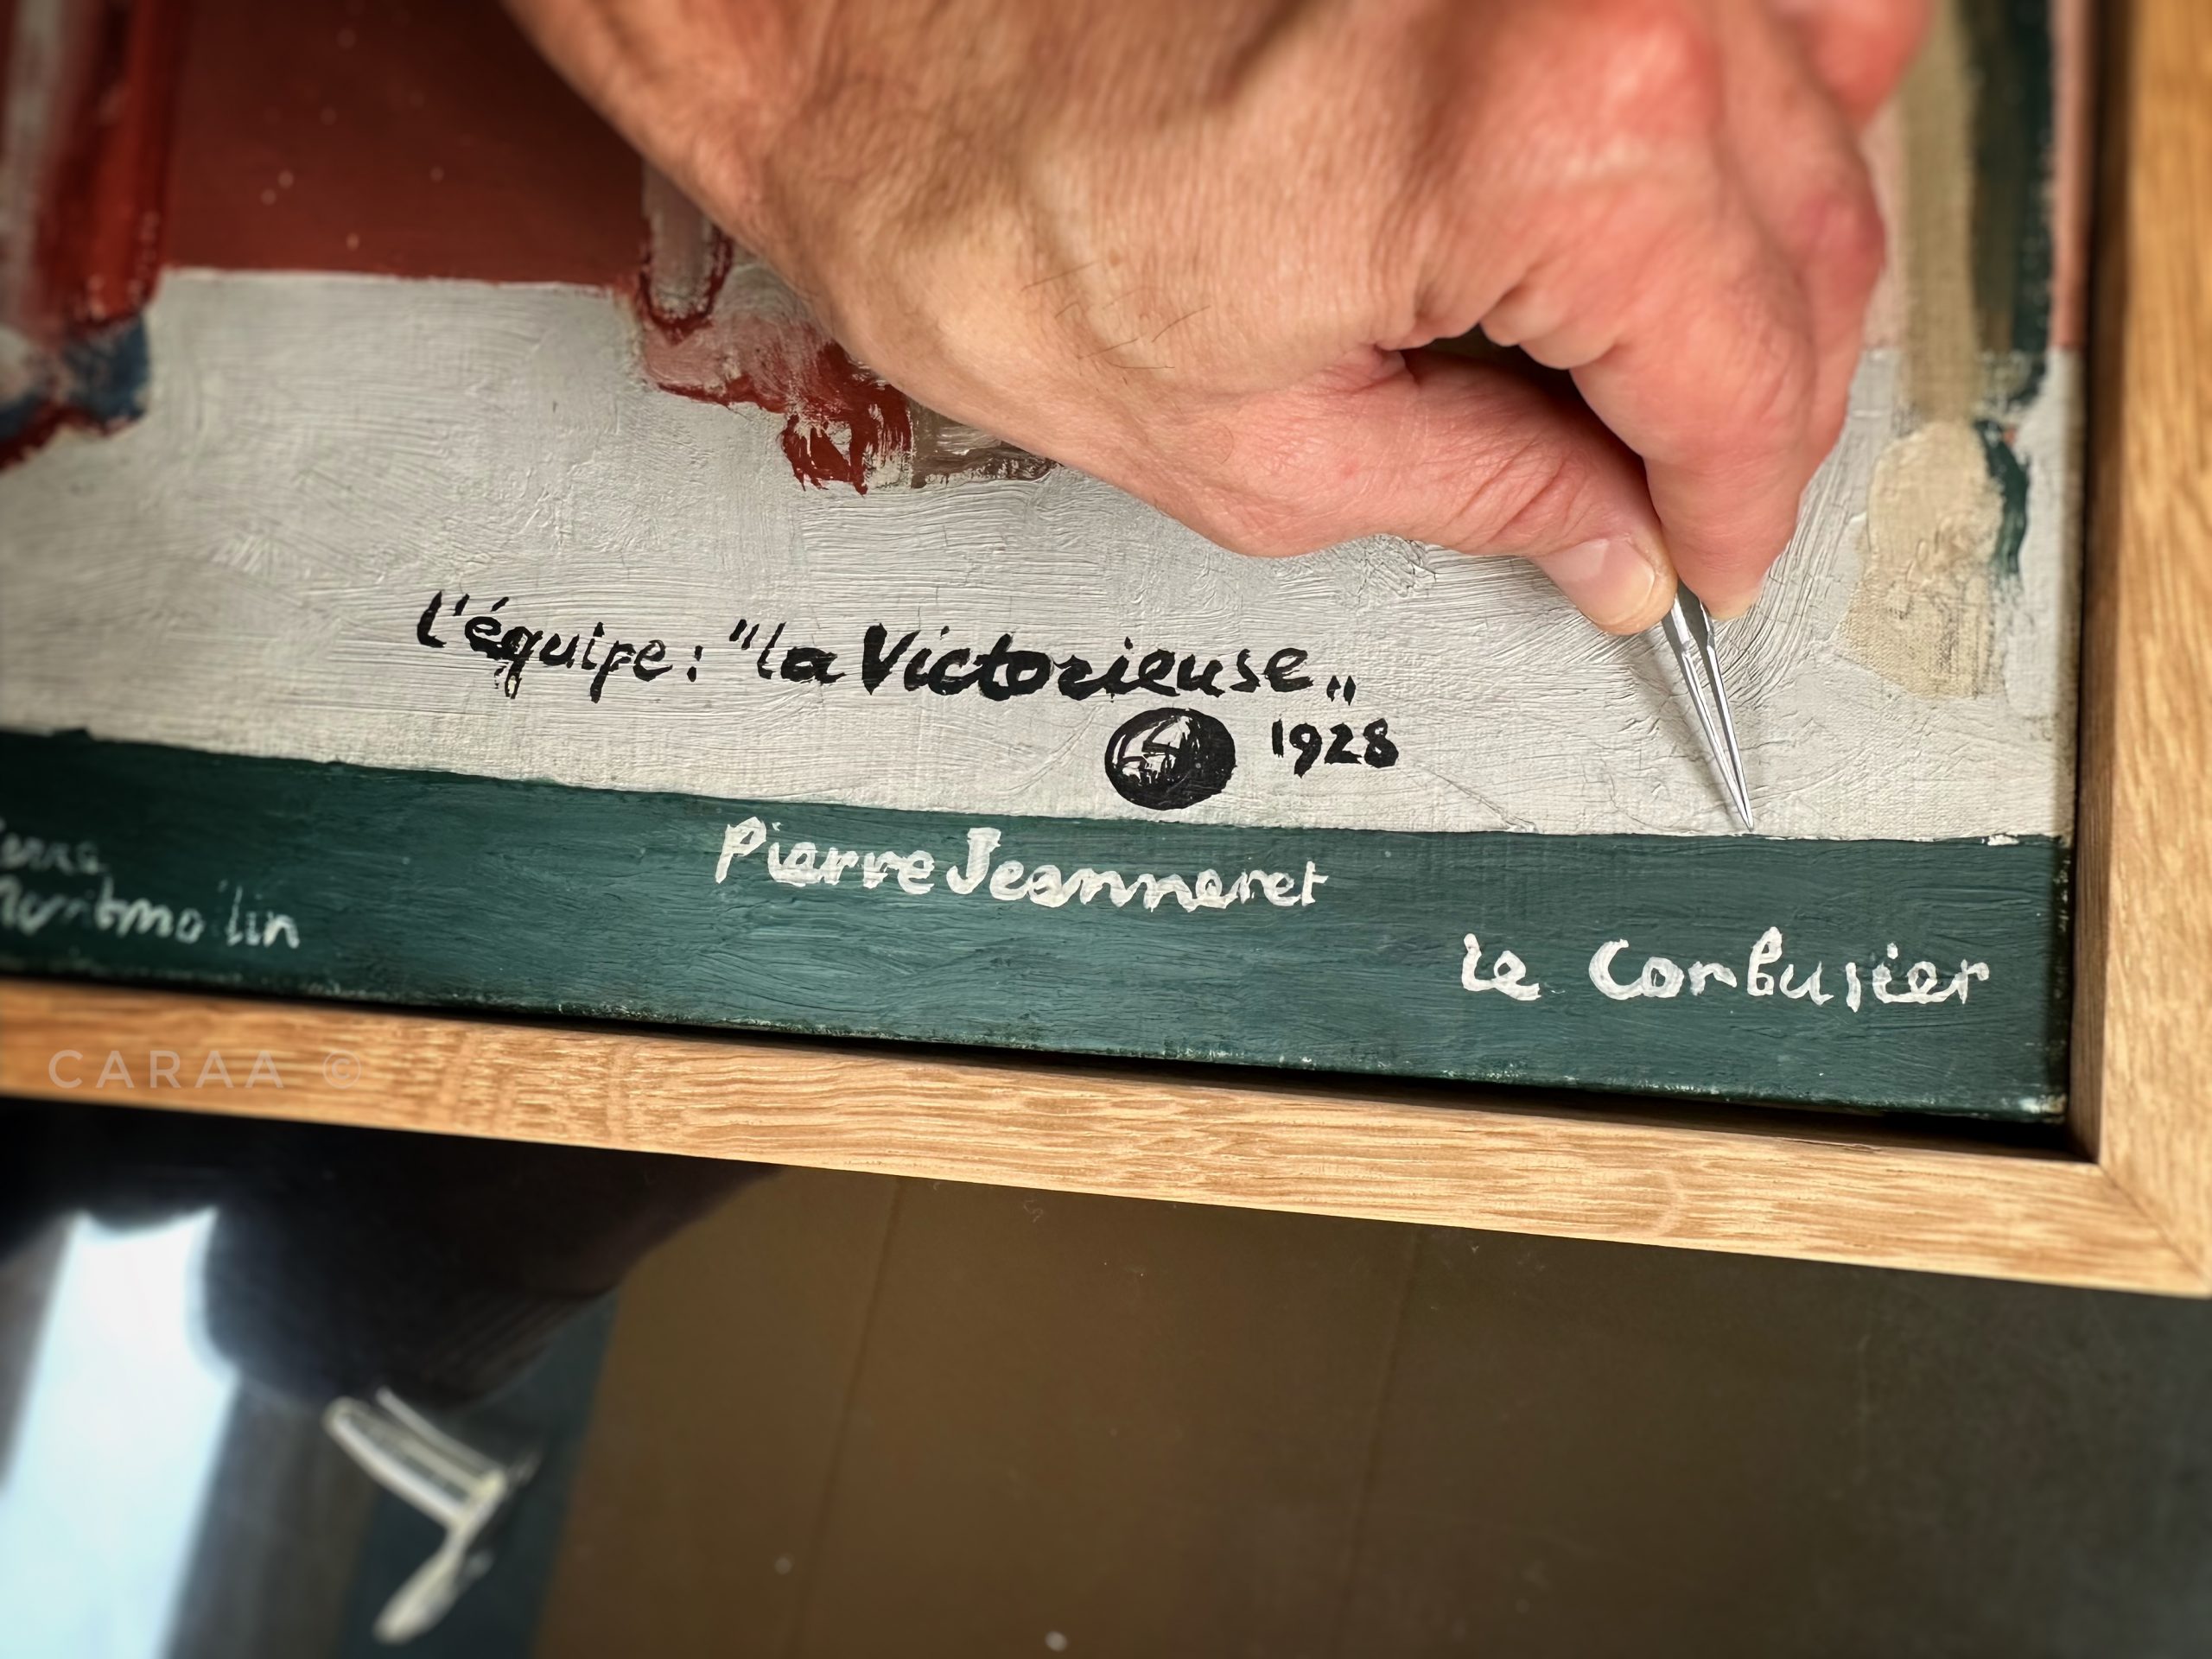 L'équipe: "la Victorieuse„
1928
Pierre Jeanneret
le Corbusier
CARAA ©